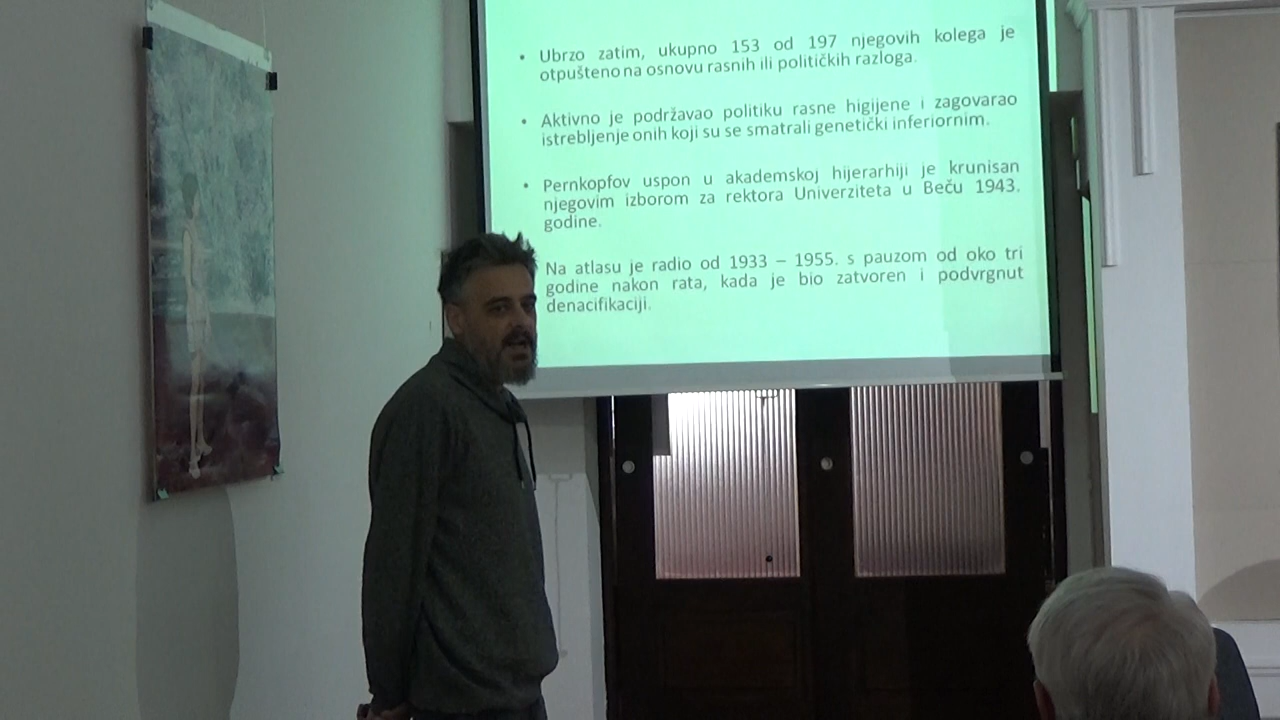 • Ubrzo zatim, ukupno 153 od 197 njegovih kolega je
otpušteno na osnovu rasnih ili političkih razloga.
• Aktivno je podržavao politiku rasne higijene i zagovarao
istrebljenje onih koji su se smatrali genetički inferiornim.
• Pernkopfov uspon u akademskoj hijerarhiji je krunisan
njegovim izborom za rektora Univerziteta u Beču 1943.
godine.
Na atlasu je radio od 1933 – 1955. s pauzom od oko tri
godine nakon rata, kada je bio zatvoren i podvrgnut
denacifikaciji.